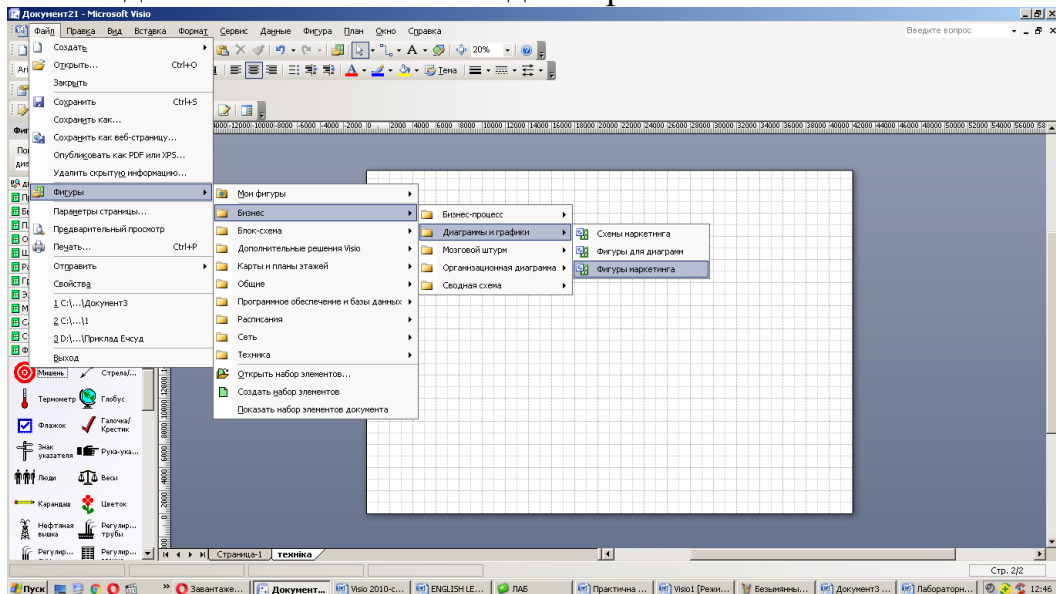 Документ21 - Microsoft Visio
Файл Правка Вид Вставка Формат Сервис Данные Фигура План Окно Справка Введите вопрос
20%
Тема
Создать
Открыть... Ctrl+O
Закрыть
Сохранить Ctrl+S
Сохранить как...
Сохранить как веб-страницу...
Опубликовать как PDF или XPS...
Удалить скрытую информацию...
Фигуры
Параметры страницы...
Предварительный просмотр
Печать... Ctrl+P
Отправить
Свойства
1 C:\...\Документ3
2 C:\...\1
3 D:\...\Приклад Ечсуд
Выход
Мои фигуры
Бизнес
Блок-схема
Дополнительные решения Visio
Карты и планы этажей
Общие
Программное обеспечение и базы данных
Расписания
Сеть
Техника
Открыть набор элементов...
Создать набор элементов
Показать набор элементов документа
Бизнес-процесс
Диаграммы и графики
Мозговой штурм
Организационная диаграмма
Сводная схема
Схемы маркетинга
Фигуры для диаграмм
Фигуры маркетинга
Мишень Стрела/...
Термометр Глобус
Флажок Галочка/
Крестик
Знак
указателя Рука-ука...
Люди Весы
Карандаш Цветок
Нефтяная
вышка Регулир...
трубы
Регулир... Регулир...
Страница-1 техніка
Стр. 2/2
Пуск Завантаже... Документ... Visio 2010-с... ENGLISH LE... ЛАБ Практична ... Visio1 [Режи... Безымянны... Документ3 ... Лабораторн... 12:46